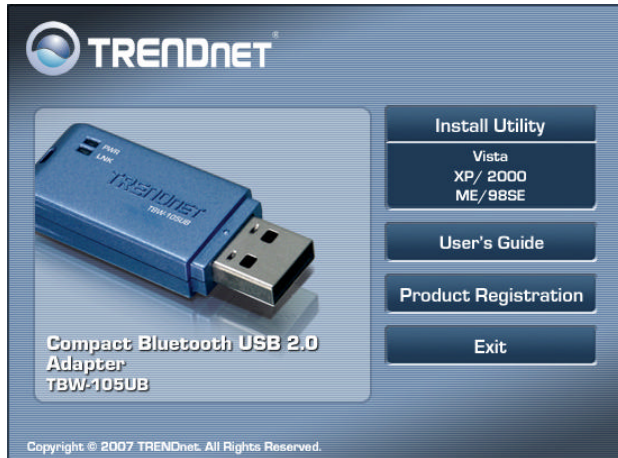 TRENDNET®
PWR
LNK
TRENDNET
TBW-105UB
Compact Bluetooth USB 2.0
Adapter
TBW-105UB
Install Utility
Vista
XP/ 2000
ME/98SE
User's Guide
Product Registration
Exit
Copyright © 2007 TRENDnet. All Rights Reserved.